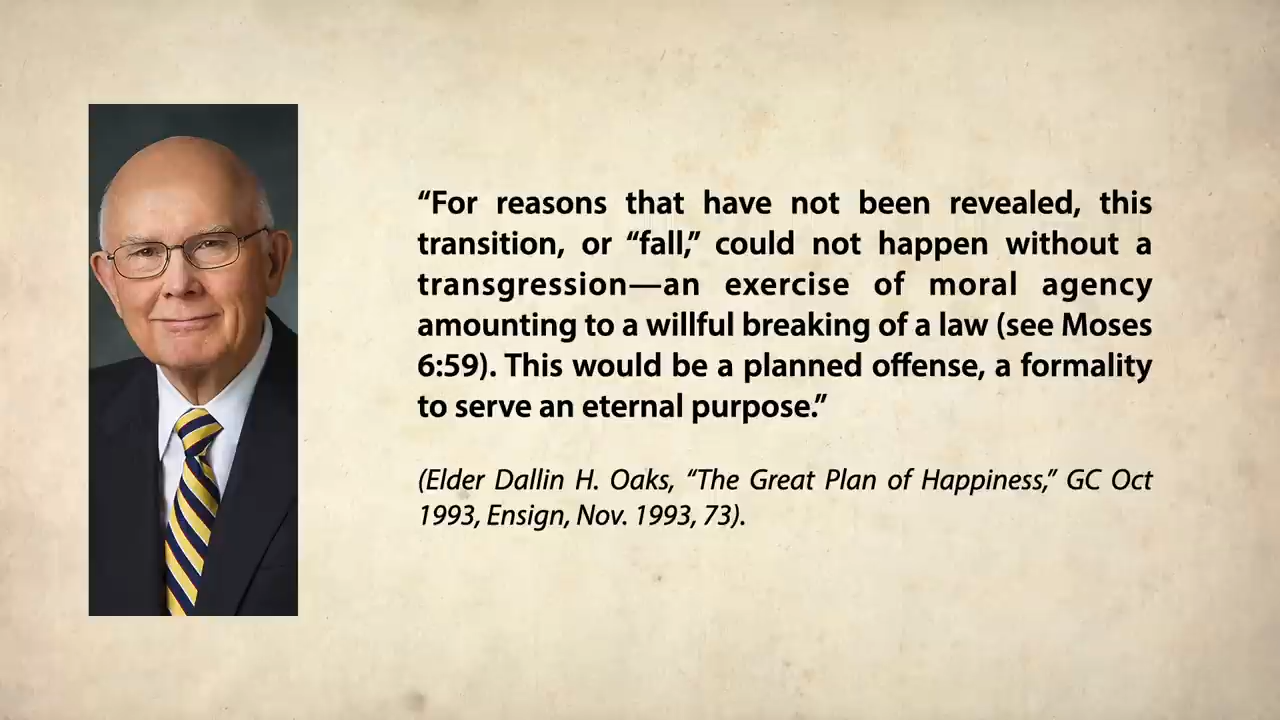 “For reasons that have not been revealed, this
transition, or “fall,” could not happen without a
transgression—an exercise of moral agency
amounting to a willful breaking of a law (see Moses
6:59). This would be a planned offense, a formality
to serve an eternal purpose.”
(Elder Dallin H. Oaks, “The Great Plan of Happiness,” GC Oct
1993, Ensign, Nov. 1993, 73).